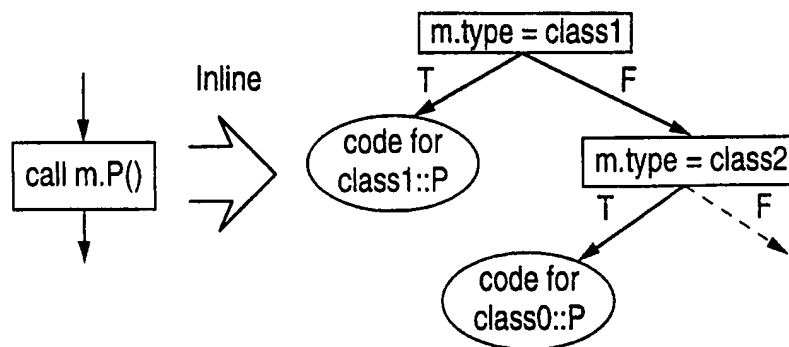 m.type = class1
T
F
Inline
code for
class1::P
call m.P()
m.type = class2
T
F
code for
class0::P